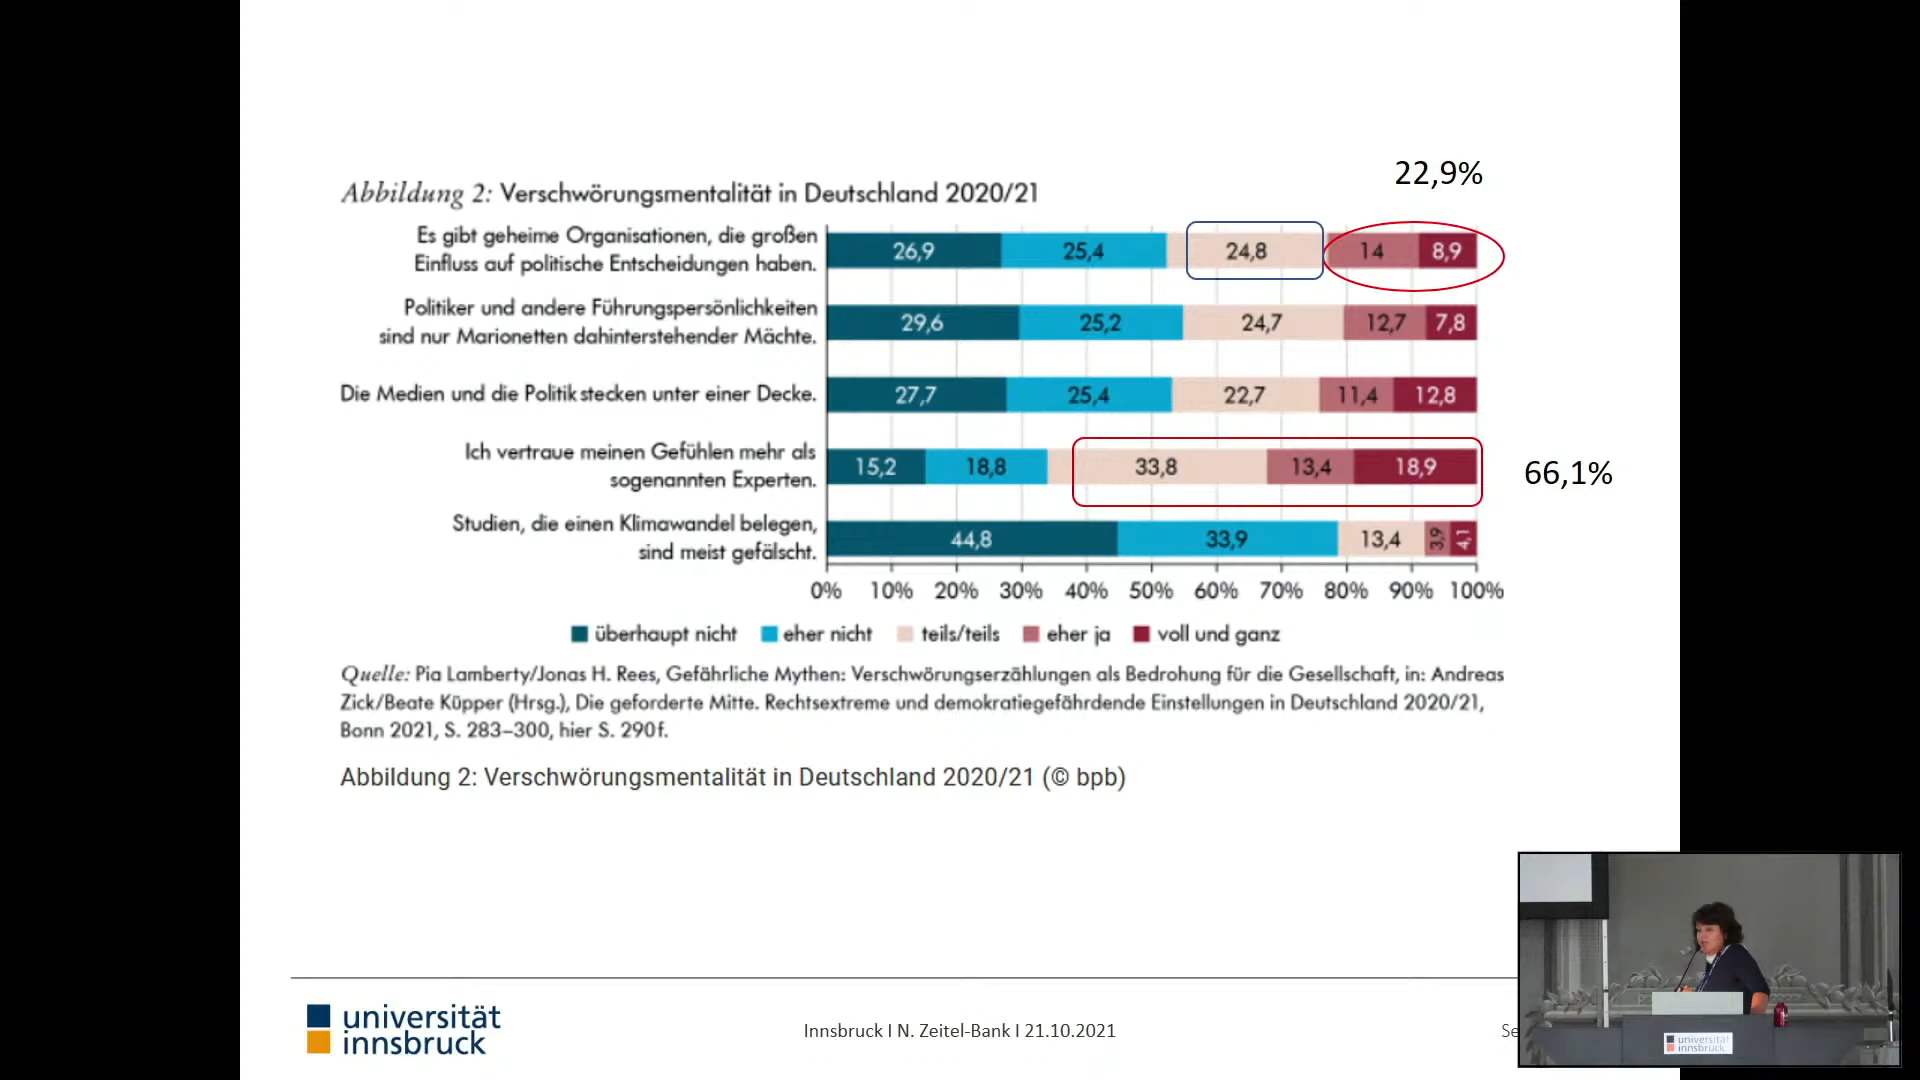 22,9%
Abbildung 2: Verschwörungsmentalität in Deutschland 2020/21
Es gibt geheime Organisationen, die großen
Einfluss auf politische Entscheidungen haben.
26,9 25,4 24,8 14 8,9
Politiker und andere Führungspersönlichkeiten
sind nur Marionetten dahinterstehender Mächte.
29,6 25,2 24,7 12,7 7,8
Die Medien und die Politik stecken unter einer Decke.
27,7 25,4 22,7 11,4 12,8
Ich vertraue meinen Gefühlen mehr als
sogenannten Experten.
15,2 18,8 33,8 13,4 18,9
66,1%
Studien, die einen Klimawandel belegen,
sind meist gefälscht.
44,8 33,9 13,4 3,9 4,1
0% 10% 20% 30% 40% 50% 60% 70% 80% 90% 100%
überhaupt nicht eher nicht teils/teils eher ja voll und ganz
Quelle: Pia Lamberty/Jonas H. Rees, Gefährliche Mythen: Verschwörungserzählungen als Bedrohung für die Gesellschaft, in: Andreas
Zick/Beate Küpper (Hrsg.), Die geforderte Mitte. Rechtsextreme und demokratiegefährdende Einstellungen in Deutschland 2020/21,
Bonn 2021, S. 283–300, hier S. 290f.
Abbildung 2: Verschwörungsmentalität in Deutschland 2020/21 (© bpb)
universität
innsbruck
Innsbruck I N. Zeitel-Bank I 21.10.2021
universität
innsbruck